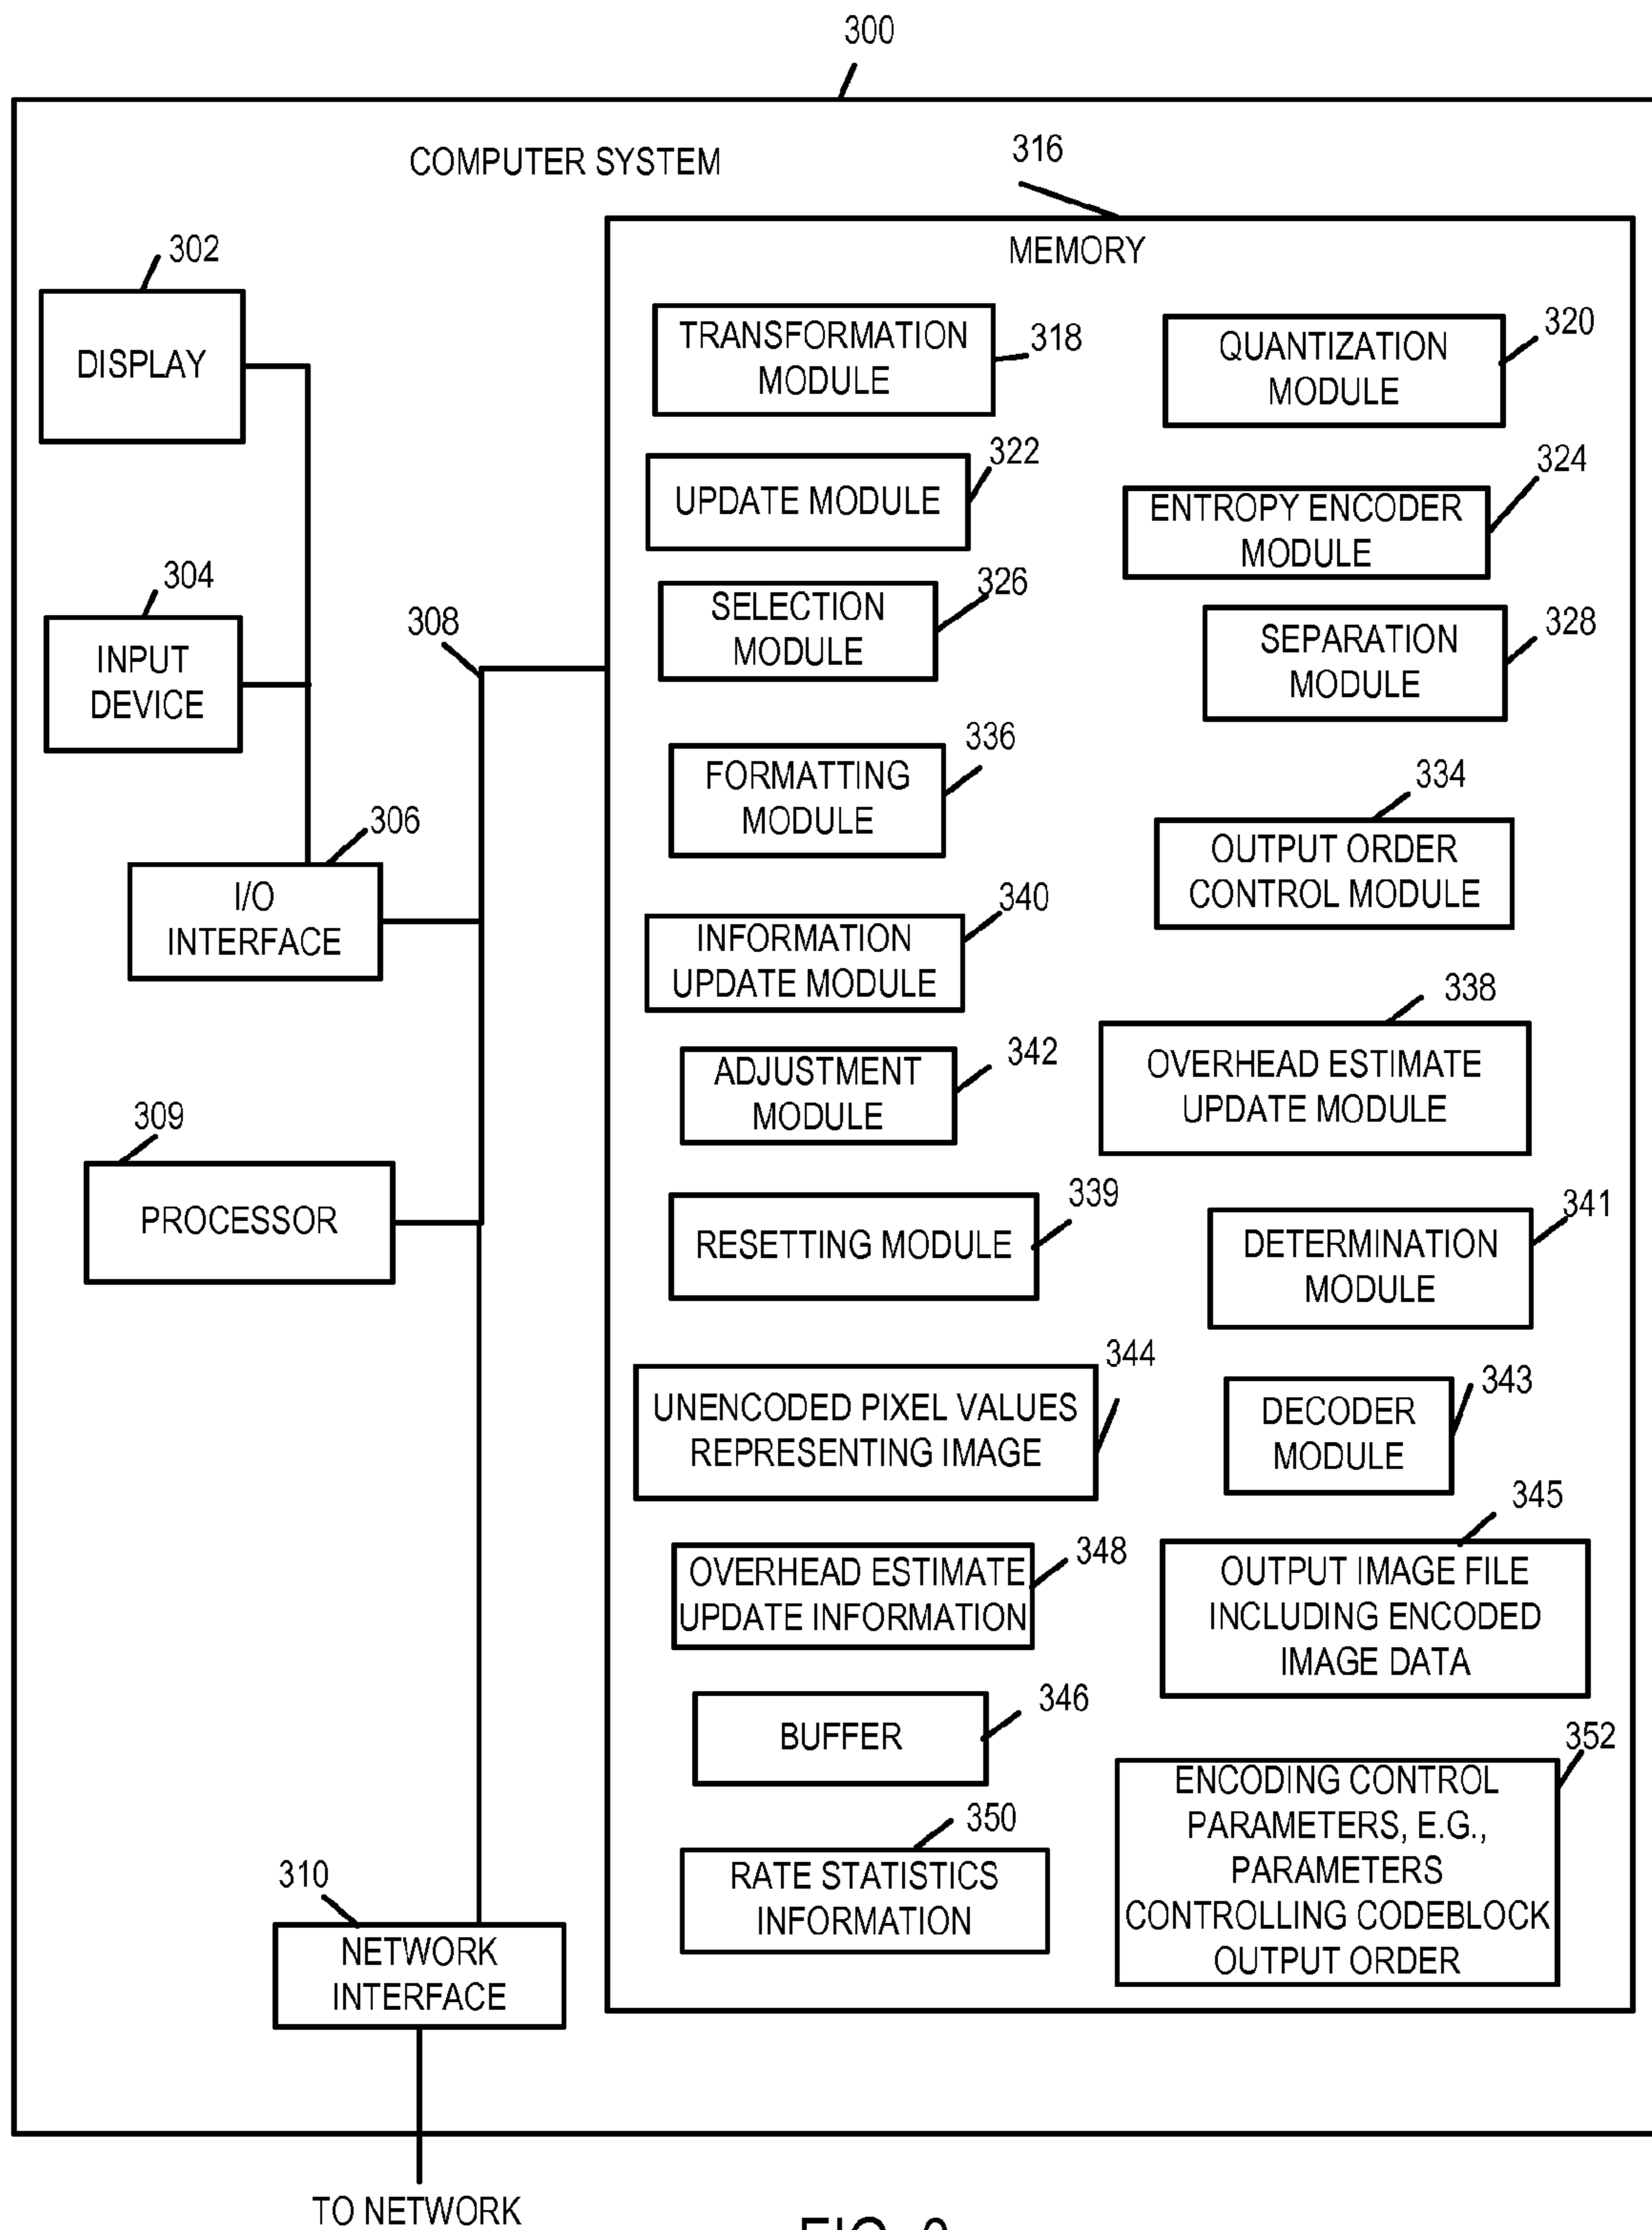 300
COMPUTER SYSTEM
316
MEMORY
302
DISPLAY
304
INPUT
DEVICE
308
306
I/O
INTERFACE
309
PROCESSOR
310
NETWORK
INTERFACE
TO NETWORK
TRANSFORMATION
MODULE
318
QUANTIZATION
MODULE
320
UPDATE MODULE
322
ENTROPY ENCODER
MODULE
324
SELECTION
MODULE
326
SEPARATION
MODULE
328
FORMATTING
MODULE
336
OUTPUT ORDER
CONTROL MODULE
334
INFORMATION
UPDATE MODULE
340
OVERHEAD ESTIMATE
UPDATE MODULE
338
ADJUSTMENT
MODULE
342
RESETTING MODULE
339
DETERMINATION
MODULE
341
UNENCODED PIXEL VALUES
REPRESENTING IMAGE
344
DECODER
MODULE
343
OVERHEAD ESTIMATE
UPDATE INFORMATION
348
OUTPUT IMAGE FILE
INCLUDING ENCODED
IMAGE DATA
345
BUFFER
346
ENCODING CONTROL
PARAMETERS, E.G.,
PARAMETERS
CONTROLLING CODEBLOCK
OUTPUT ORDER
352
RATE STATISTICS
INFORMATION
350
FIG.